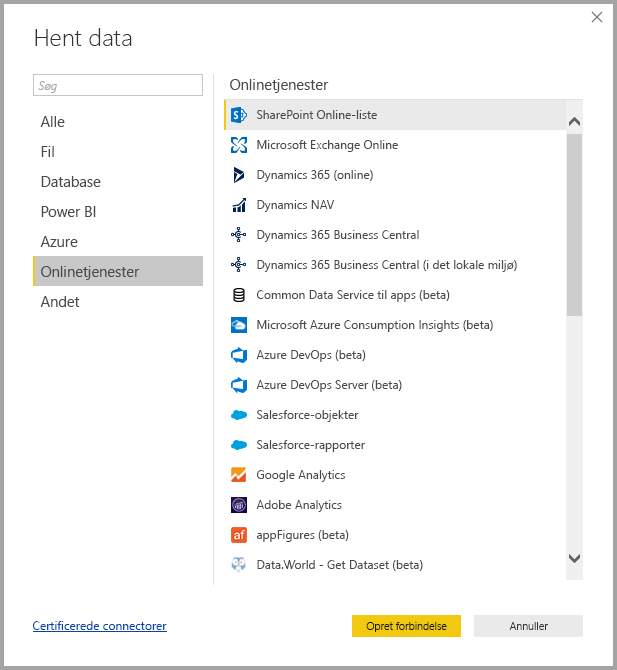 Hent data
Søg
Alle
Fil
Database
Power BI
Azure
Onlinetjenester
Andet
Onlinetjenester
SharePoint Online-liste
Microsoft Exchange Online
Dynamics 365 (online)
Dynamics NAV
Dynamics 365 Business Central
Dynamics 365 Business Central (i det lokale miljø)
Common Data Service til apps (beta)
Microsoft Azure Consumption Insights (beta)
Azure DevOps (beta)
Azure DevOps Server (beta)
Salesforce-objekter
Salesforce-rapporter
Google Analytics
Adobe Analytics
af appFigures (beta)
Data.World - Get Dataset (beta)
Certificerede connectorer
Opret forbindelse
Annuller